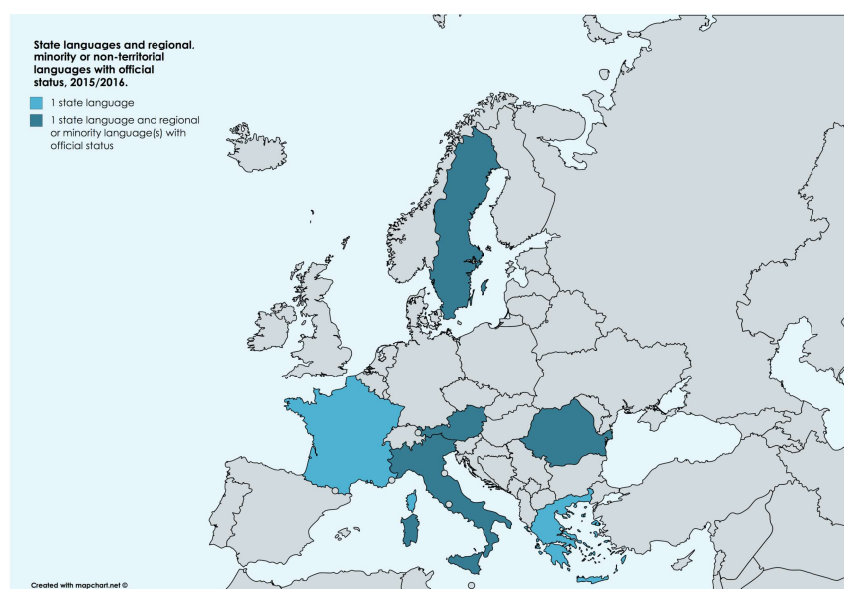 State languages and regional.
minority or non-territorial
languages with official
status, 2015/2016.
1 state language
1 state language anc regional
or minority language(s) with
official status
Created with mapchart.net ©